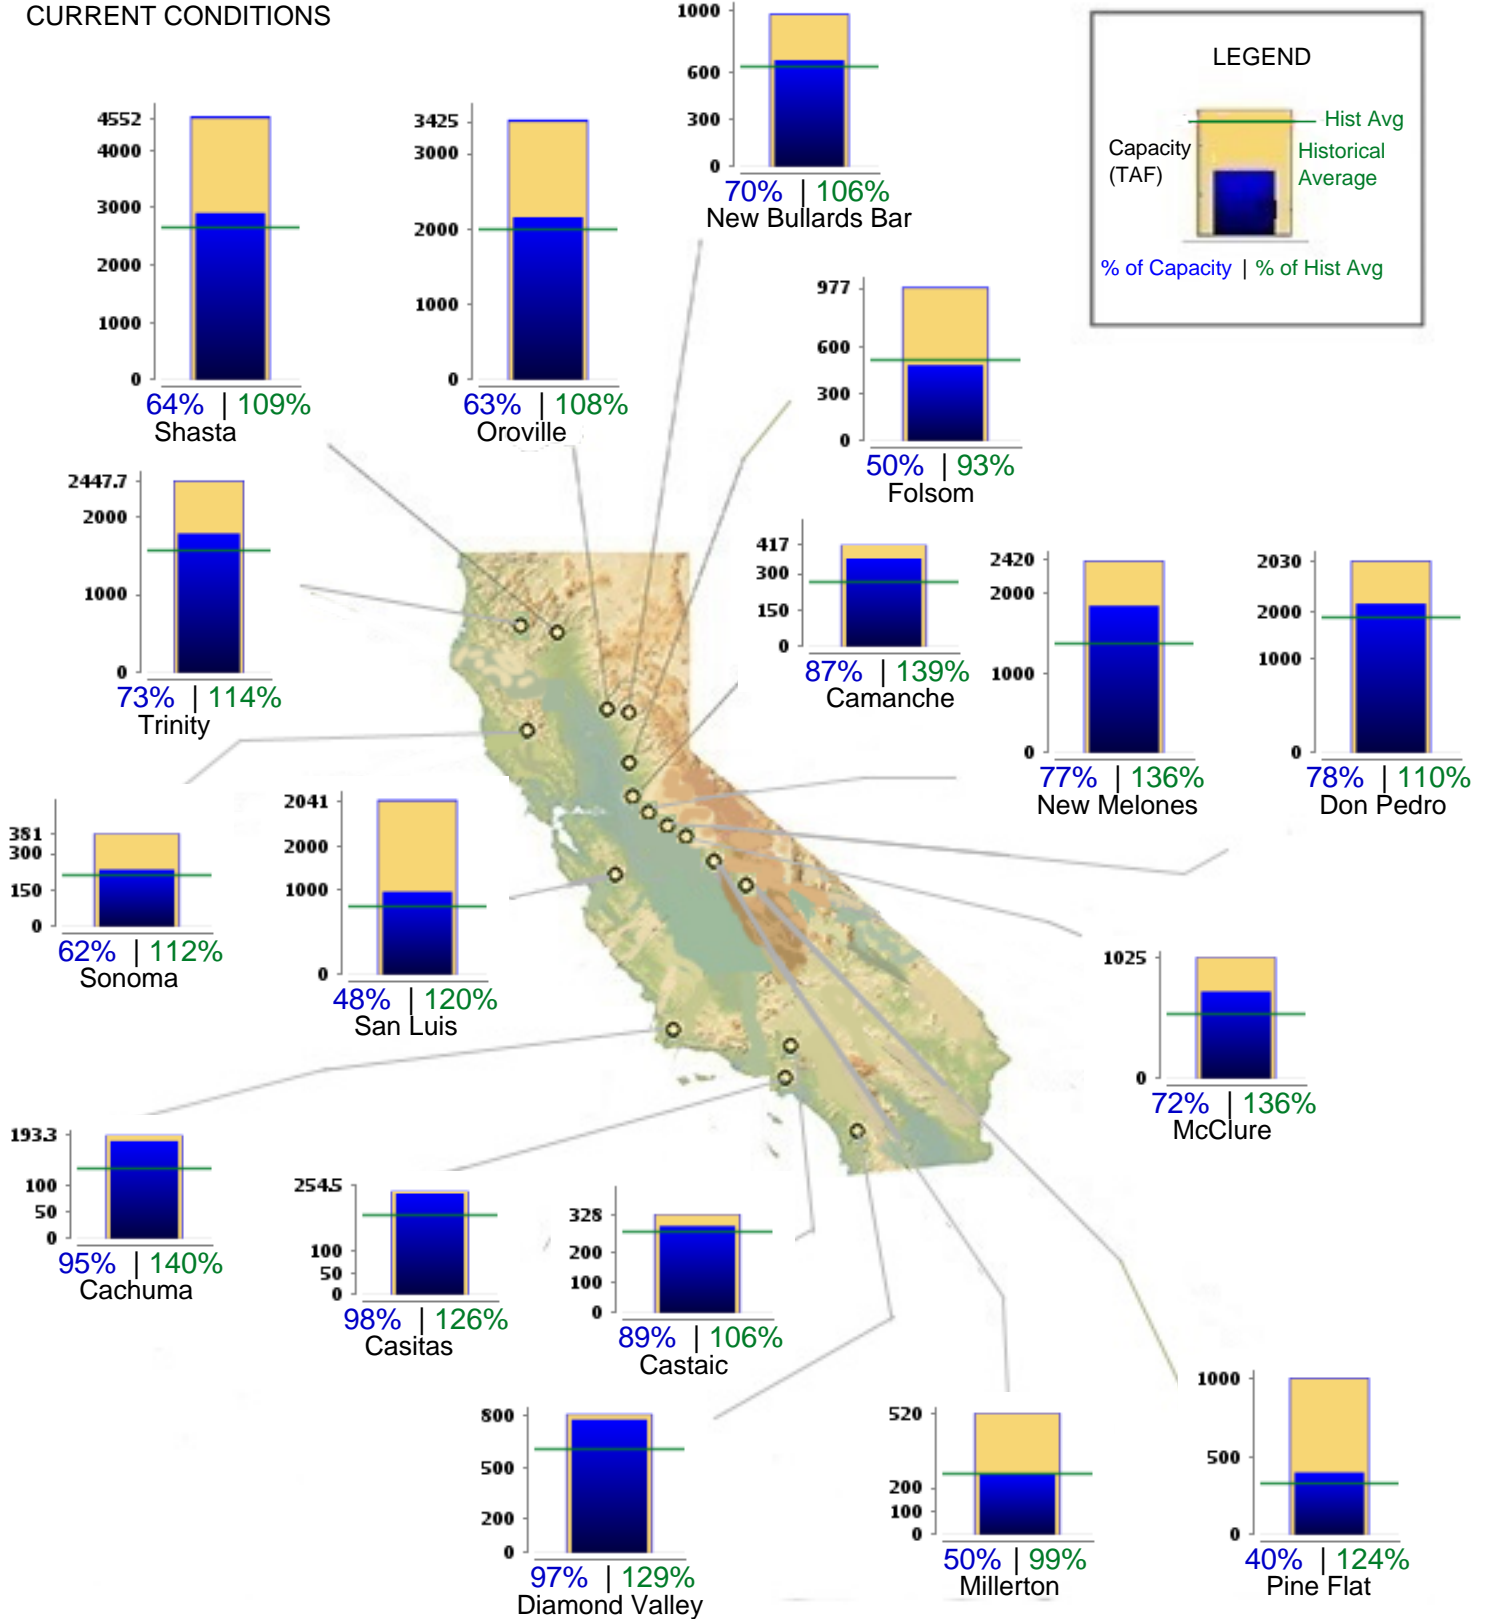 CURRENT CONDITIONS
1000
600
300
0
70% | 106%
New Bullards Bar
LEGEND
Hist Avg
Capacity
(TAF)
Historical
Average
% of Capacity | % of Hist Avg
4552
4000
3000
2000
1000
0
64% | 109%
Shasta
3425
3000
2000
1000
0
63% | 108%
Oroville
977
600
300
0
50% | 93%
Folsom
2447.7
2000
1000
0
73% | 114%
Trinity
417
300
150
0
87% | 139%
Camanche
2420
2000
1000
0
77% | 136%
New Melones
2030
2000
1000
0
78% | 110%
Don Pedro
381
300
150
0
62% | 112%
Sonoma
2041
2000
1000
0
48% | 120%
San Luis
1025
0
72% | 136%
McClure
193.3
100
50
0
95% | 140%
Cachuma
254.5
100
50
0
98% | 126%
Casitas
328
200
100
0
89% | 106%
Castaic
800
500
200
0
97% | 129%
Diamond Valley
520
200
100
0
50% | 99%
Millerton
1000
500
0
40% | 124%
Pine Flat